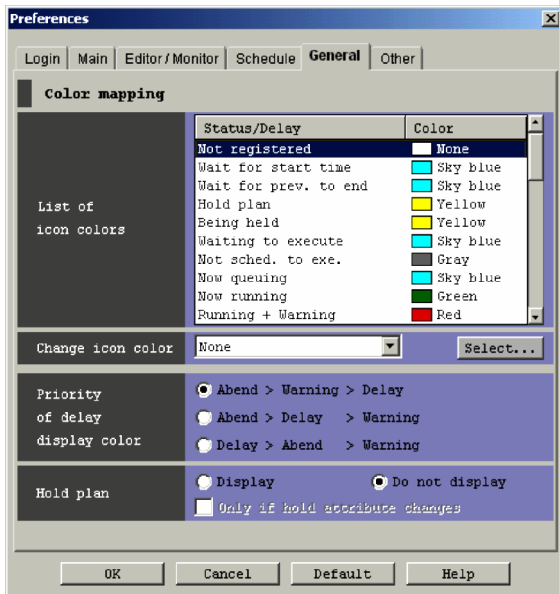 Preferences
Login Main Editor / Monitor Schedule General Other
Color mapping
Status/Delay Color
Not registered None
Wait for start time Sky blue
Wait for prev. to end Sky blue
Hold plan Yellow
Being held Yellow
Waiting to execute Sky blue
Not sched. to exe. Gray
Now queuing Sky blue
Now running Green
Running + Warning Red
List of
icon colors
Change icon color None Select...
Priority
of delay
display color
Abend > Warning > Delay
Abend > Delay > Warning
Delay > Abend > Warning
Hold plan
Display Do not display
Only if hold attribute changes
OK Cancel Default Help